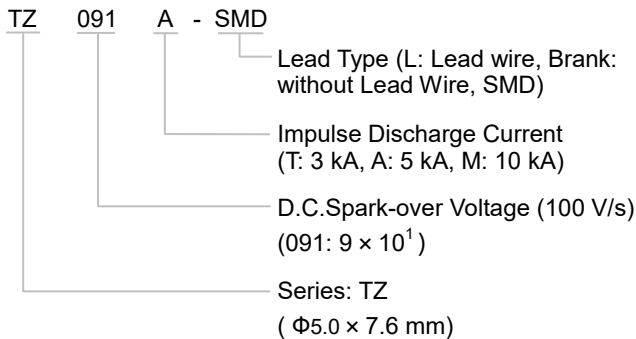 TZ 091 A - SMD
Lead Type (L: Lead wire, Brank:
without Lead Wire, SMD)
Impulse Discharge Current
(T: 3 kA, A: 5 kA, M: 10 kA)
D.C.Spark-over Voltage (100 V/s)
(091: 9 × 10¹)
Series: TZ
( Φ5.0 × 7.6 mm)